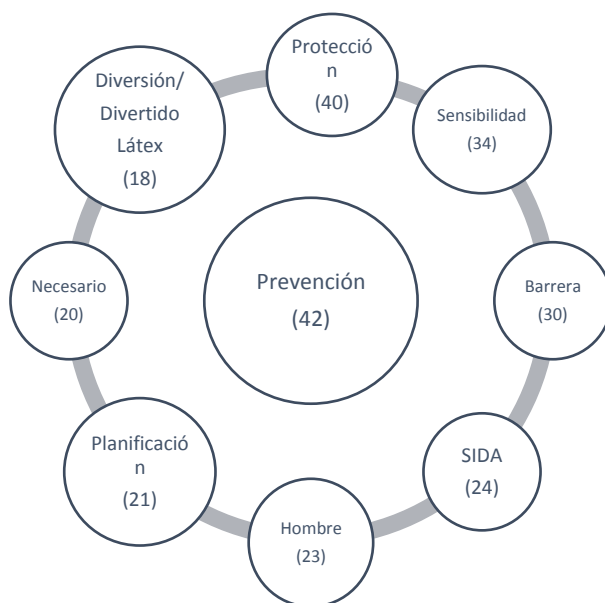 Protecció
n
(40)
Sensibilidad
(34)
Barrera
(30)
SIDA
(24)
Hombre
(23)
Planificació
n
(21)
Necesario
(20)
Diversión/
Divertido
Látex
(18)
Prevención
(42)